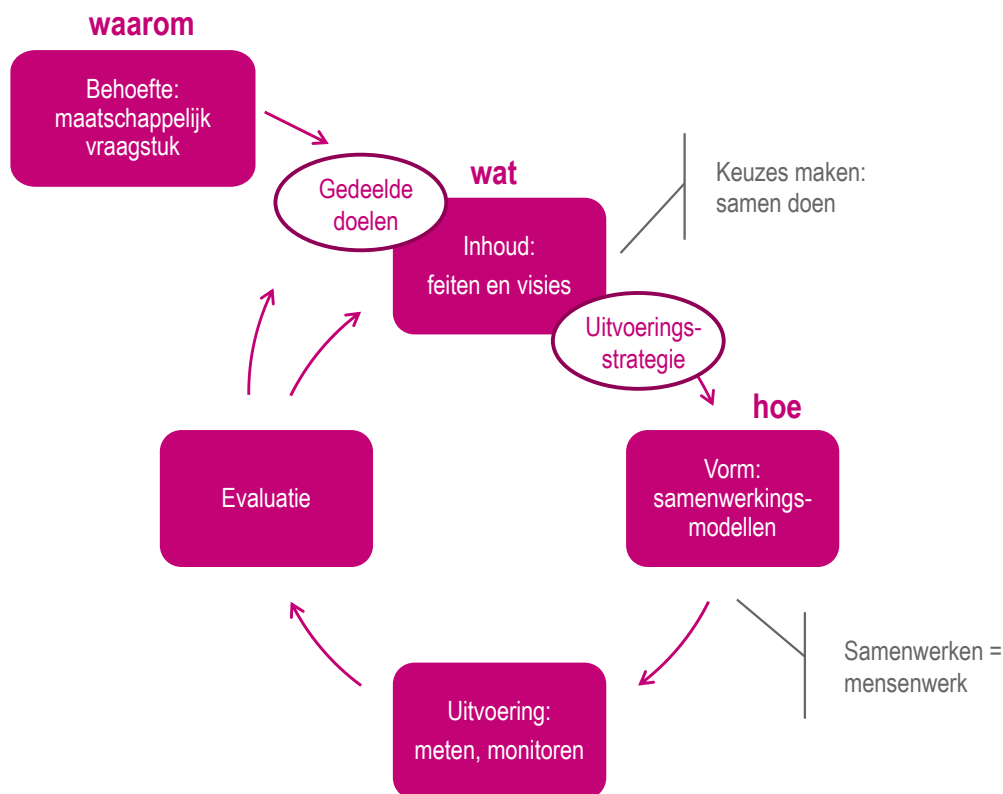 waarom
Behoefte:
maatschappelijk
vraagstuk
Gedeelde
doelen
wat
Inhoud:
feiten en visies
Keuzes maken:
samen doen
Uitvoerings-
strategie
hoe
Vorm:
samenwerkings-
modellen
Samenwerken =
mensenwerk
Uitvoering:
meten, monitoren
Evaluatie